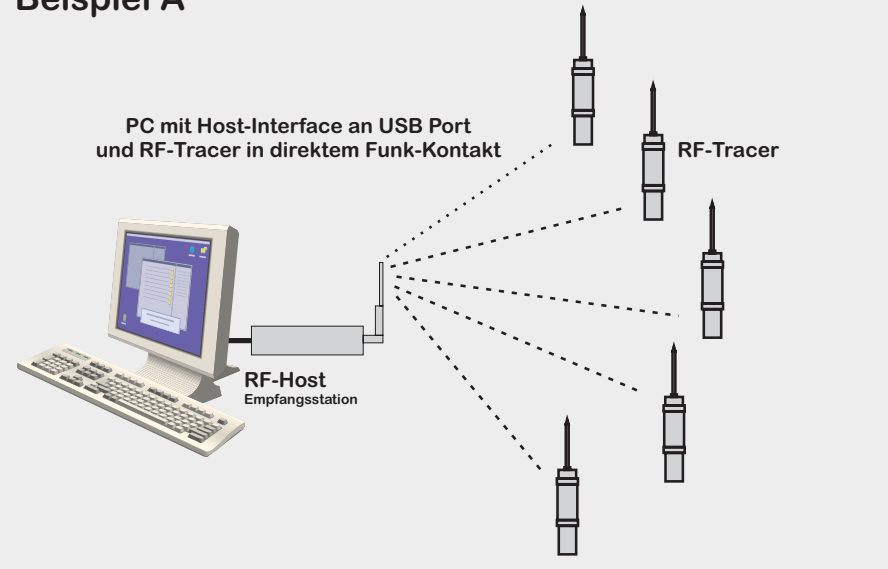 Beispiel A
PC mit Host-Interface an USB Port
und RF-Tracer in direktem Funk-Kontakt
RF-Tracer
RF-Host
Empfangsstation